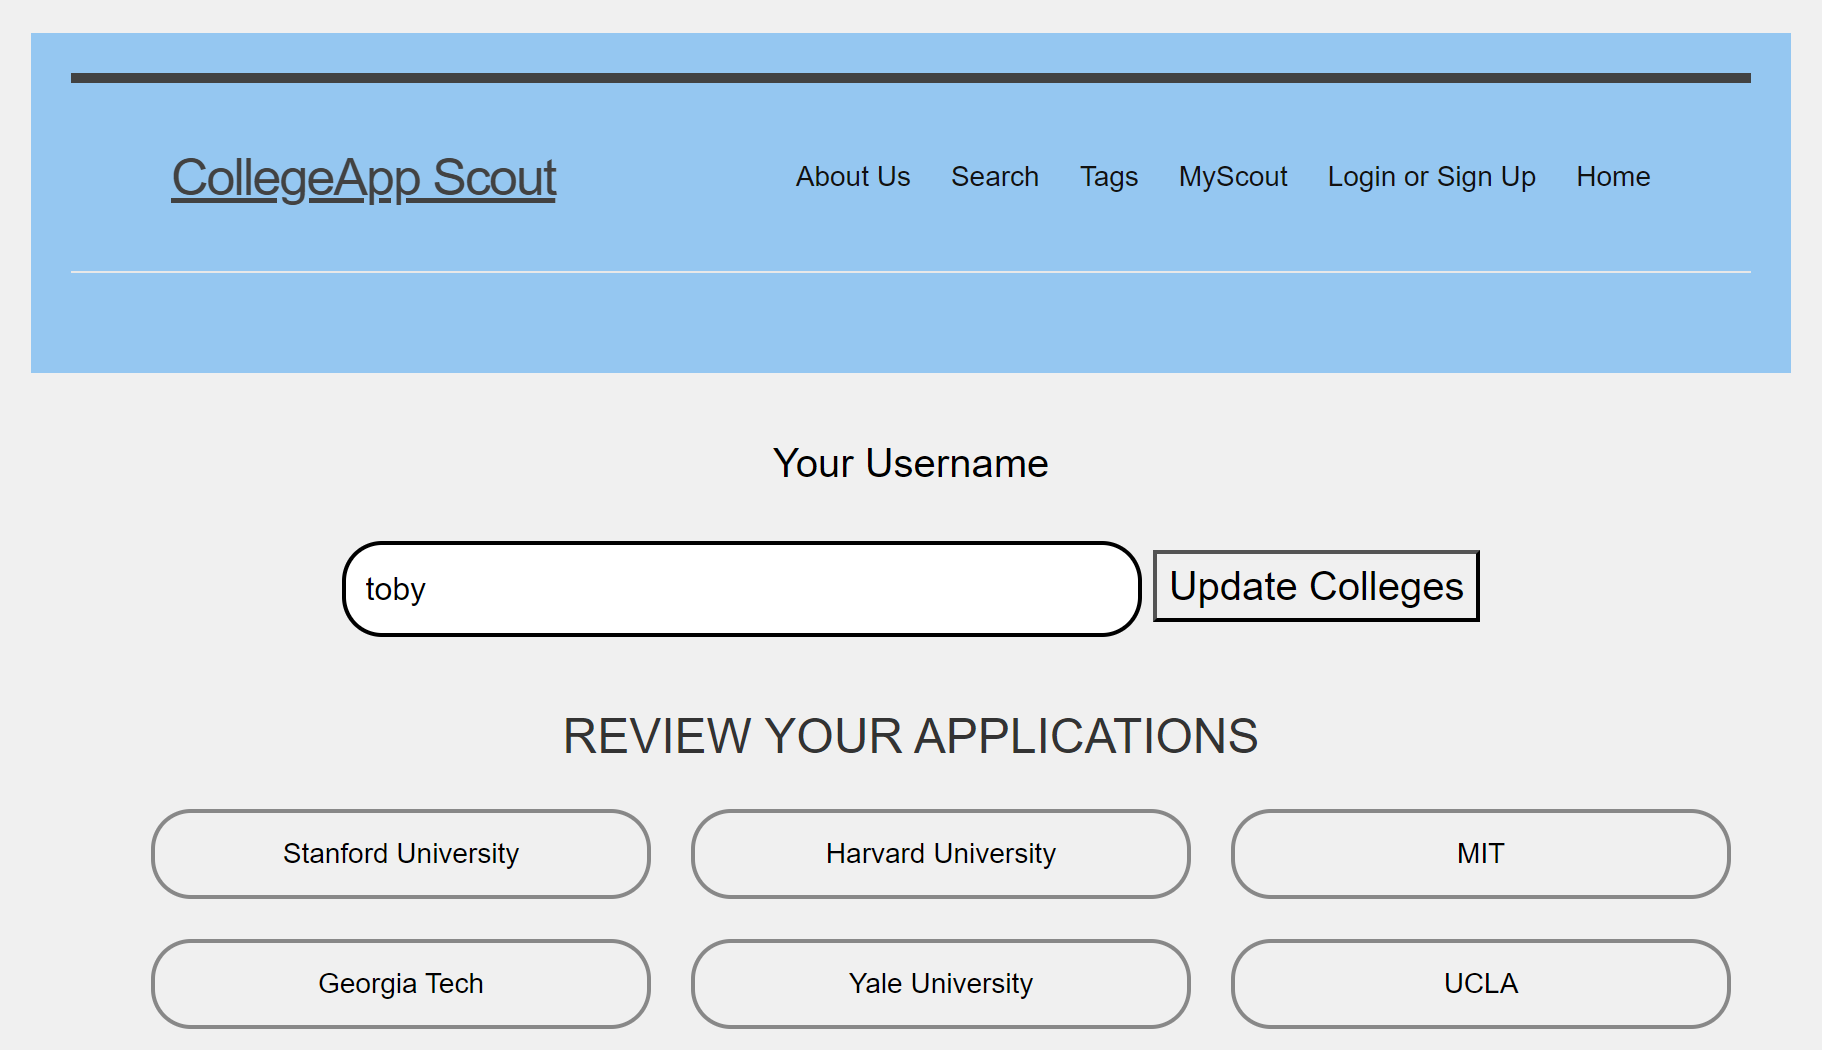 CollegeApp Scout
About Us Search Tags MyScout Login or Sign Up Home
Your Username
toby
Update Colleges
REVIEW YOUR APPLICATIONS
Stanford University
Harvard University
MIT
Georgia Tech
Yale University
UCLA